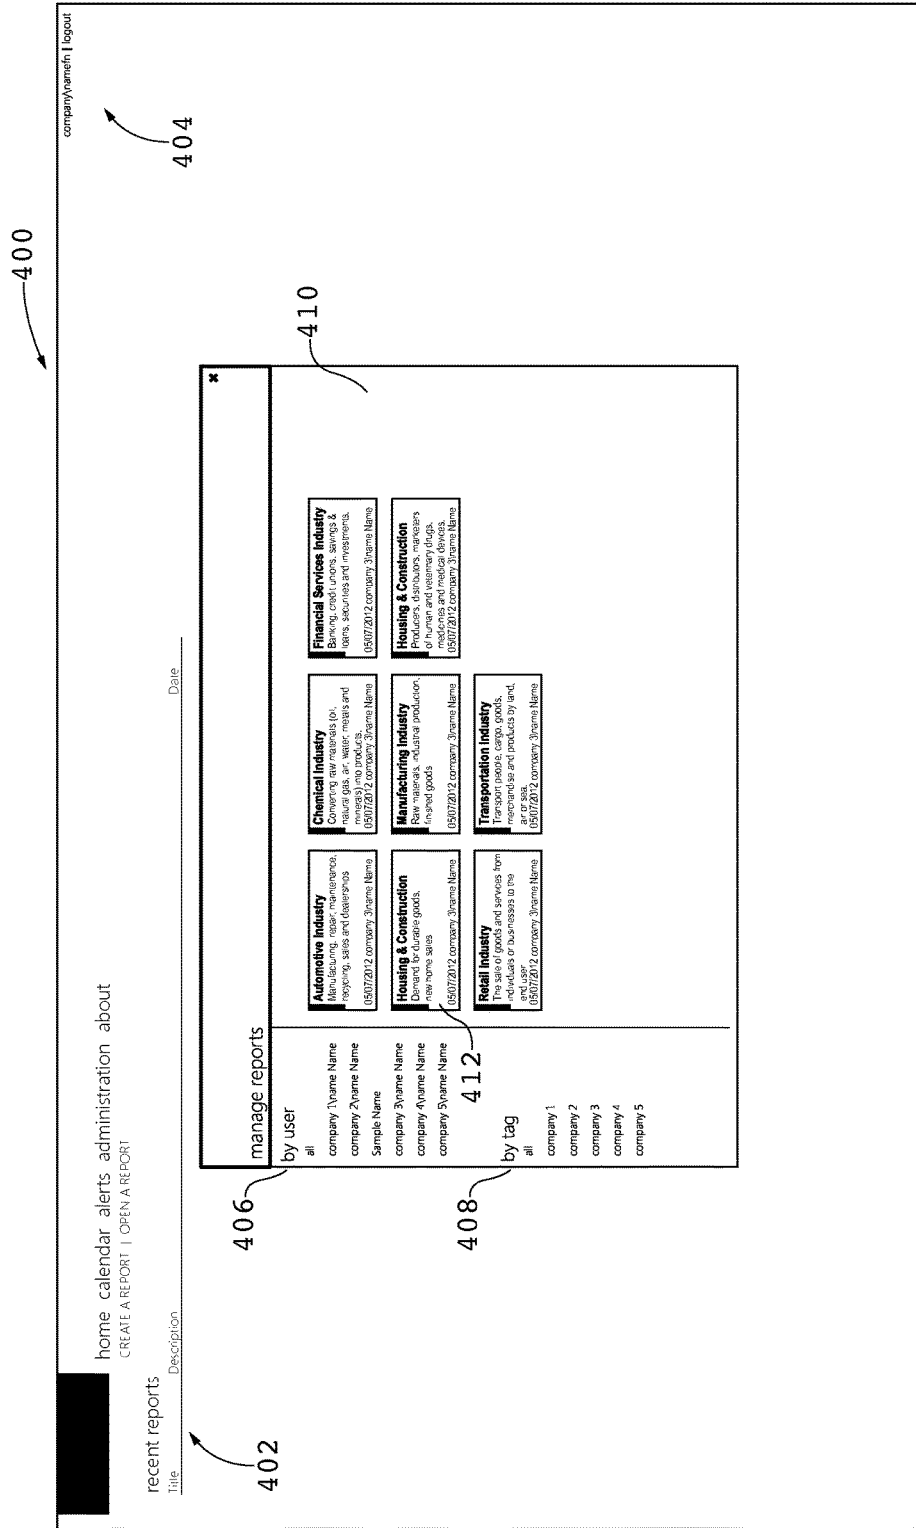 400
company\namefn | logout
404
home calendar alerts administration about
CREATE A REPORT | OPEN A REPORT
recent reports
Title Description Date
402
manage reports ✖
406
by user
all
company 1\name Name
company 2\name Name
Sample Name
company 3\name Name
company 4\name Name
company 5\name Name
408
by tag
all
company 1
company 2
company 3
company 4
company 5
410
Automotive Industry
Manufacturing, repair, maintenance,
recycling, sales and dealerships
05/07/2012 company 3\name Name
Chemical Industry
Converting raw materials (oil,
natural gas, air, water, metals and
minerals) into products.
05/07/2012 company 3\name Name
Financial Services Industry
Banking, credit unions, savings &
loans, securities and investments.
05/07/2012 company 3\name Name
Housing & Construction
Demand for durable goods,
new home sales
05/07/2012 company 3\name Name
412
Manufacturing Industry
Raw materials, industrial production,
finished goods
05/07/2012 company 3\name Name
Housing & Construction
Producers, distributors, marketers
of human and veterinary drugs,
medicines and medical devices.
05/07/2012 company 3\name Name
Retail Industry
The sale of goods and services from
individuals or businesses to the
end user
05/07/2012 company 3\name Name
Transportation Industry
Transport people, cargo, goods,
merchandise and products by land,
air or sea.
05/07/2012 company 3\name Name